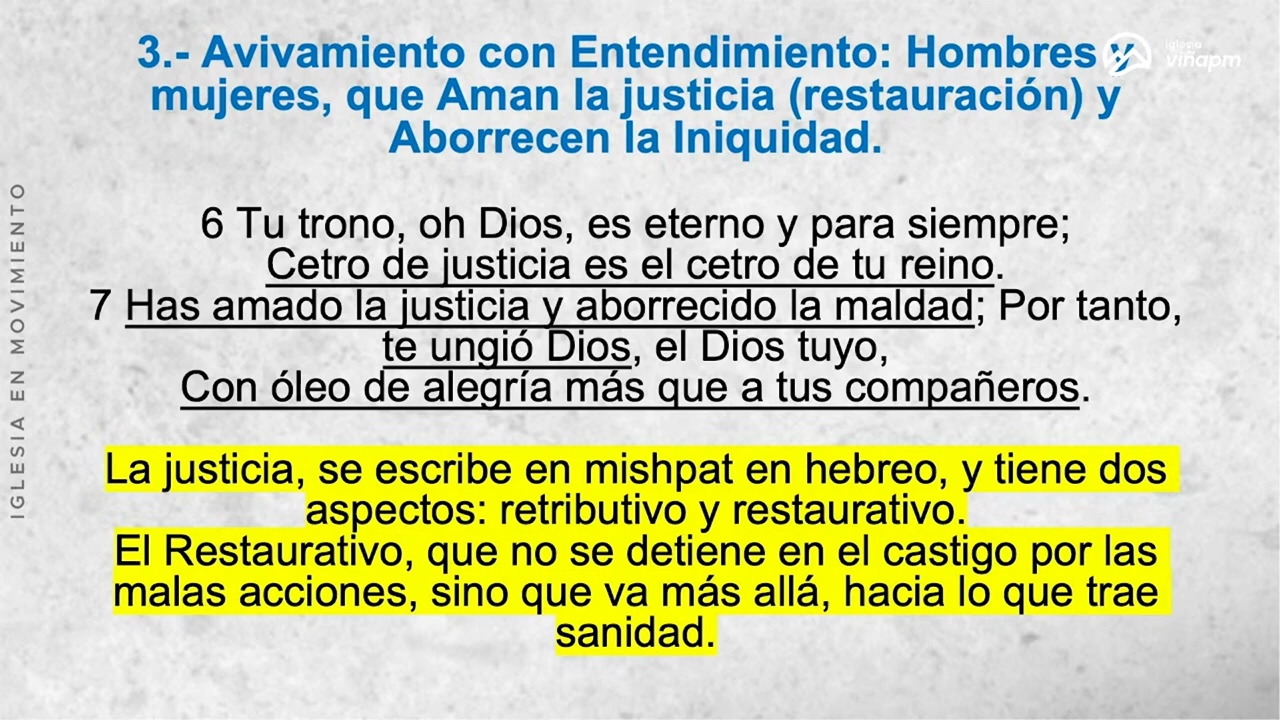 3.- Avivamiento con Entendimiento: Hombres y
mujeres, que Aman la justicia (restauración) y
Aborrecen la Iniquidad.
iglesia
viñapm
IGLESIA EN MOVIMIENTO
6 Tu trono, oh Dios, es eterno y para siempre;
Cetro de justicia es el cetro de tu reino.
7 Has amado la justicia y aborrecido la maldad; Por tanto,
te ungió Dios, el Dios tuyo,
Con óleo de alegría más que a tus compañeros.
La justicia, se escribe en mishpat en hebreo, y tiene dos
aspectos: retributivo y restaurativo.
El Restaurativo, que no se detiene en el castigo por las
malas acciones, sino que va más allá, hacia lo que trae
sanidad.